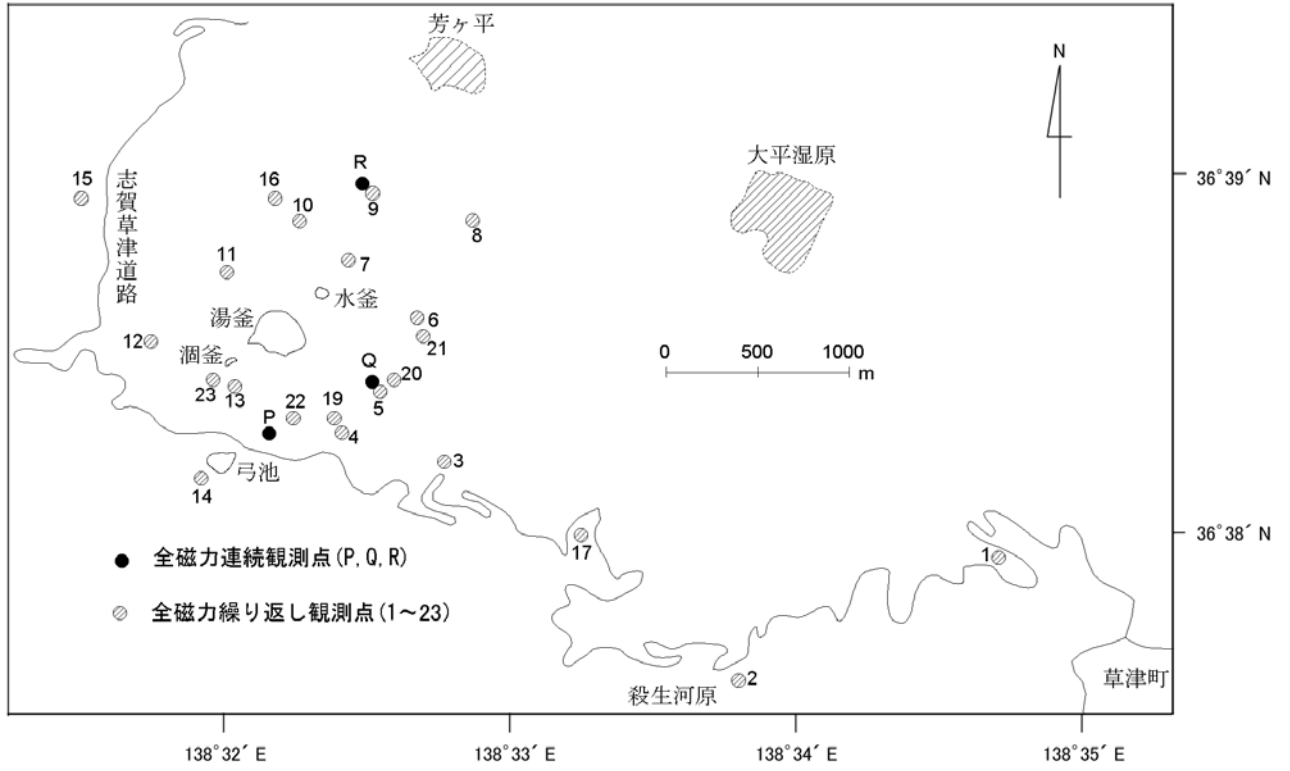 芳ヶ平
N
大平湿原
36°39′ N
志賀草津道路
15
16
R
9
10
8
11
7
水釜
湯釜
6
21
12
涸釜
Q
20
0 500 1000 m
23
13
5
22
19
4
P
3
弓池
14
17
36°38′ N
1
全磁力連続観測点(P, Q, R)
全磁力繰り返し観測点(1〜23)
2
殺生河原
草津町
138°32′ E
138°33′ E
138°34′ E
138°35′ E